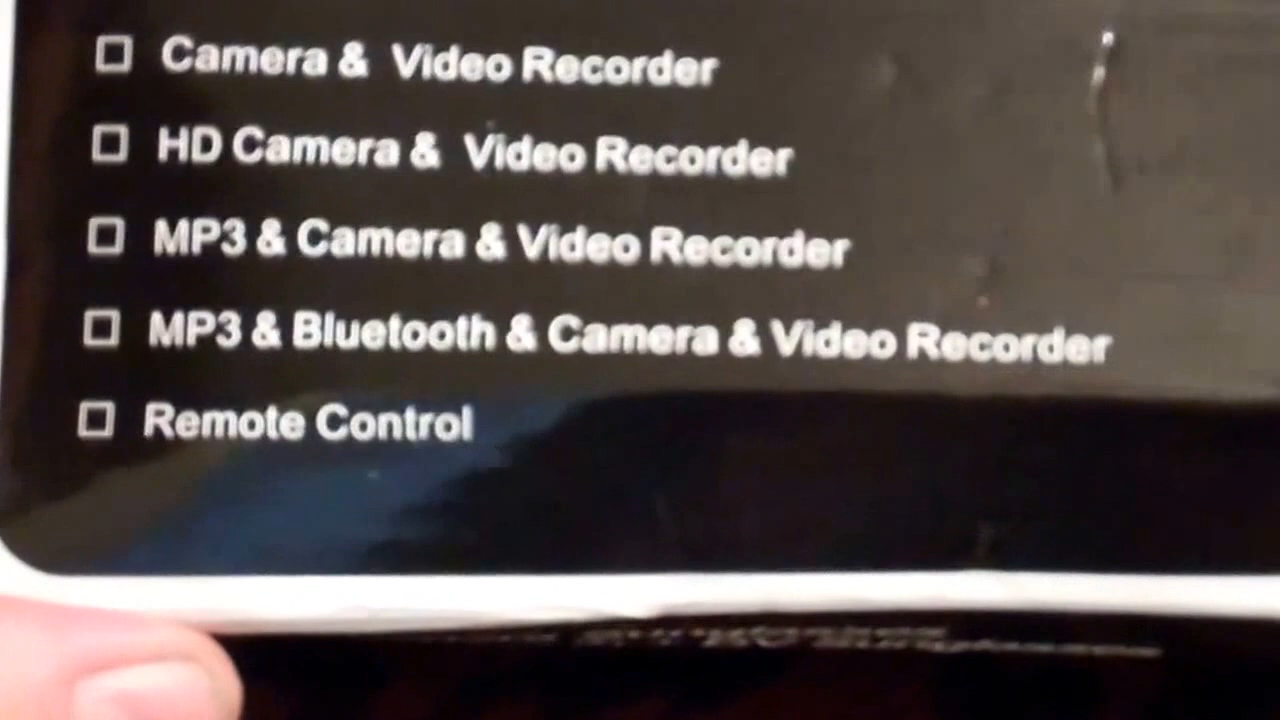 ☐ Camera & Video Recorder
☐ HD Camera & Video Recorder
☐ MP3 & Camera & Video Recorder
☐ MP3 & Bluetooth & Camera & Video Recorder
☐ Remote Control